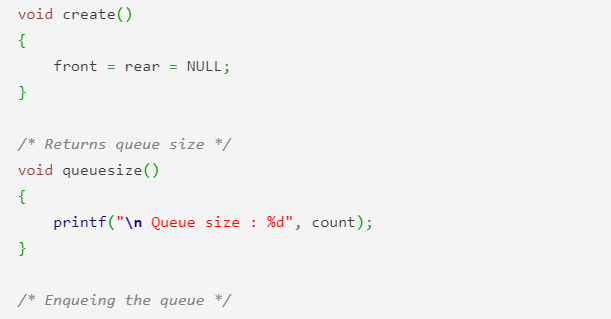 void create()
{
    front = rear = NULL;
}
/* Returns queue size */
void queuesize()
{
    printf("\n Queue size : %d", count);
}
/* Enqueing the queue */